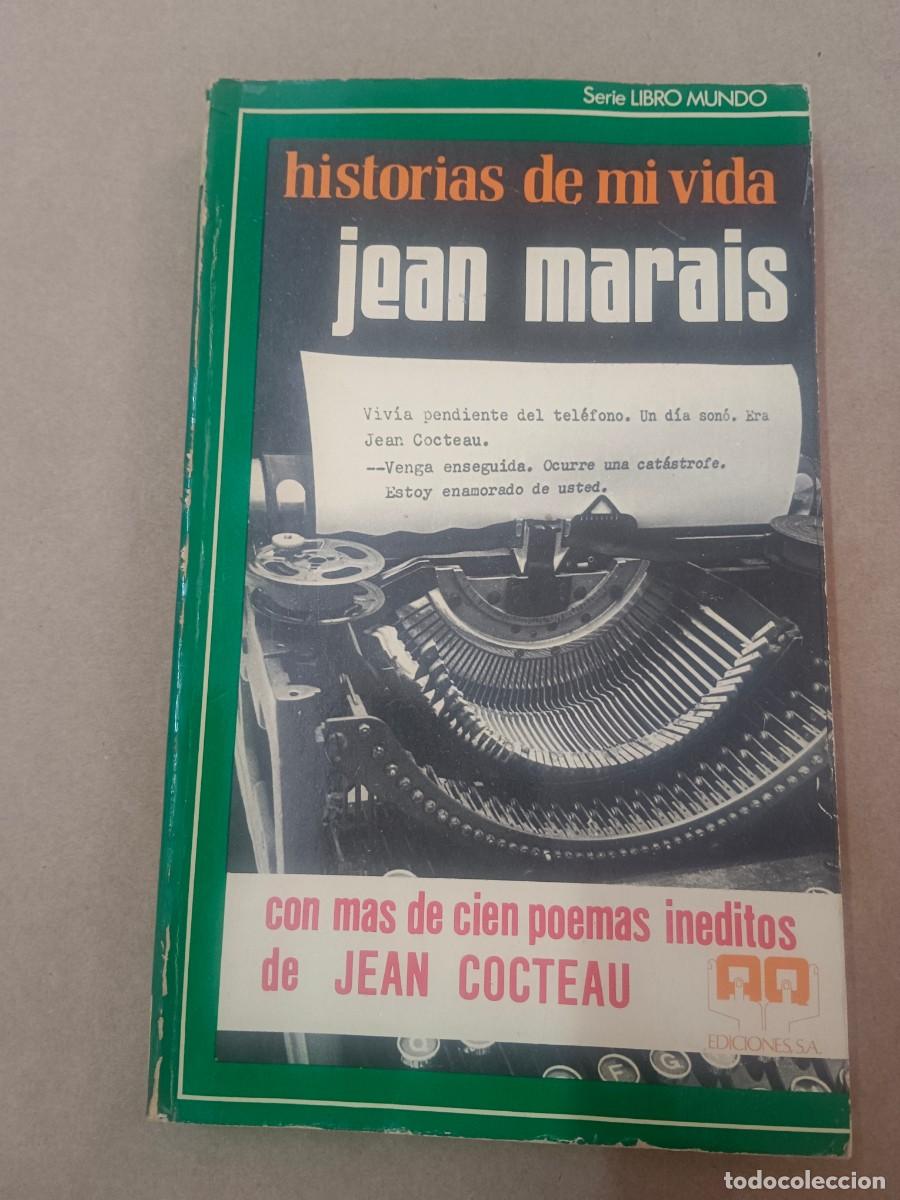 Serie LIBRO MUNDO
historias de mi vida
jean marais
Vivía pendiente del teléfono. Un día sonó. Era
Jean Cocteau.
--Venga enseguida. Ocurre una catástrofe.
Estoy enamorado de usted.
con mas de cien poemas ineditos
de JEAN COCTEAU
EDICIONES, S.A.
F G
todocoleccion